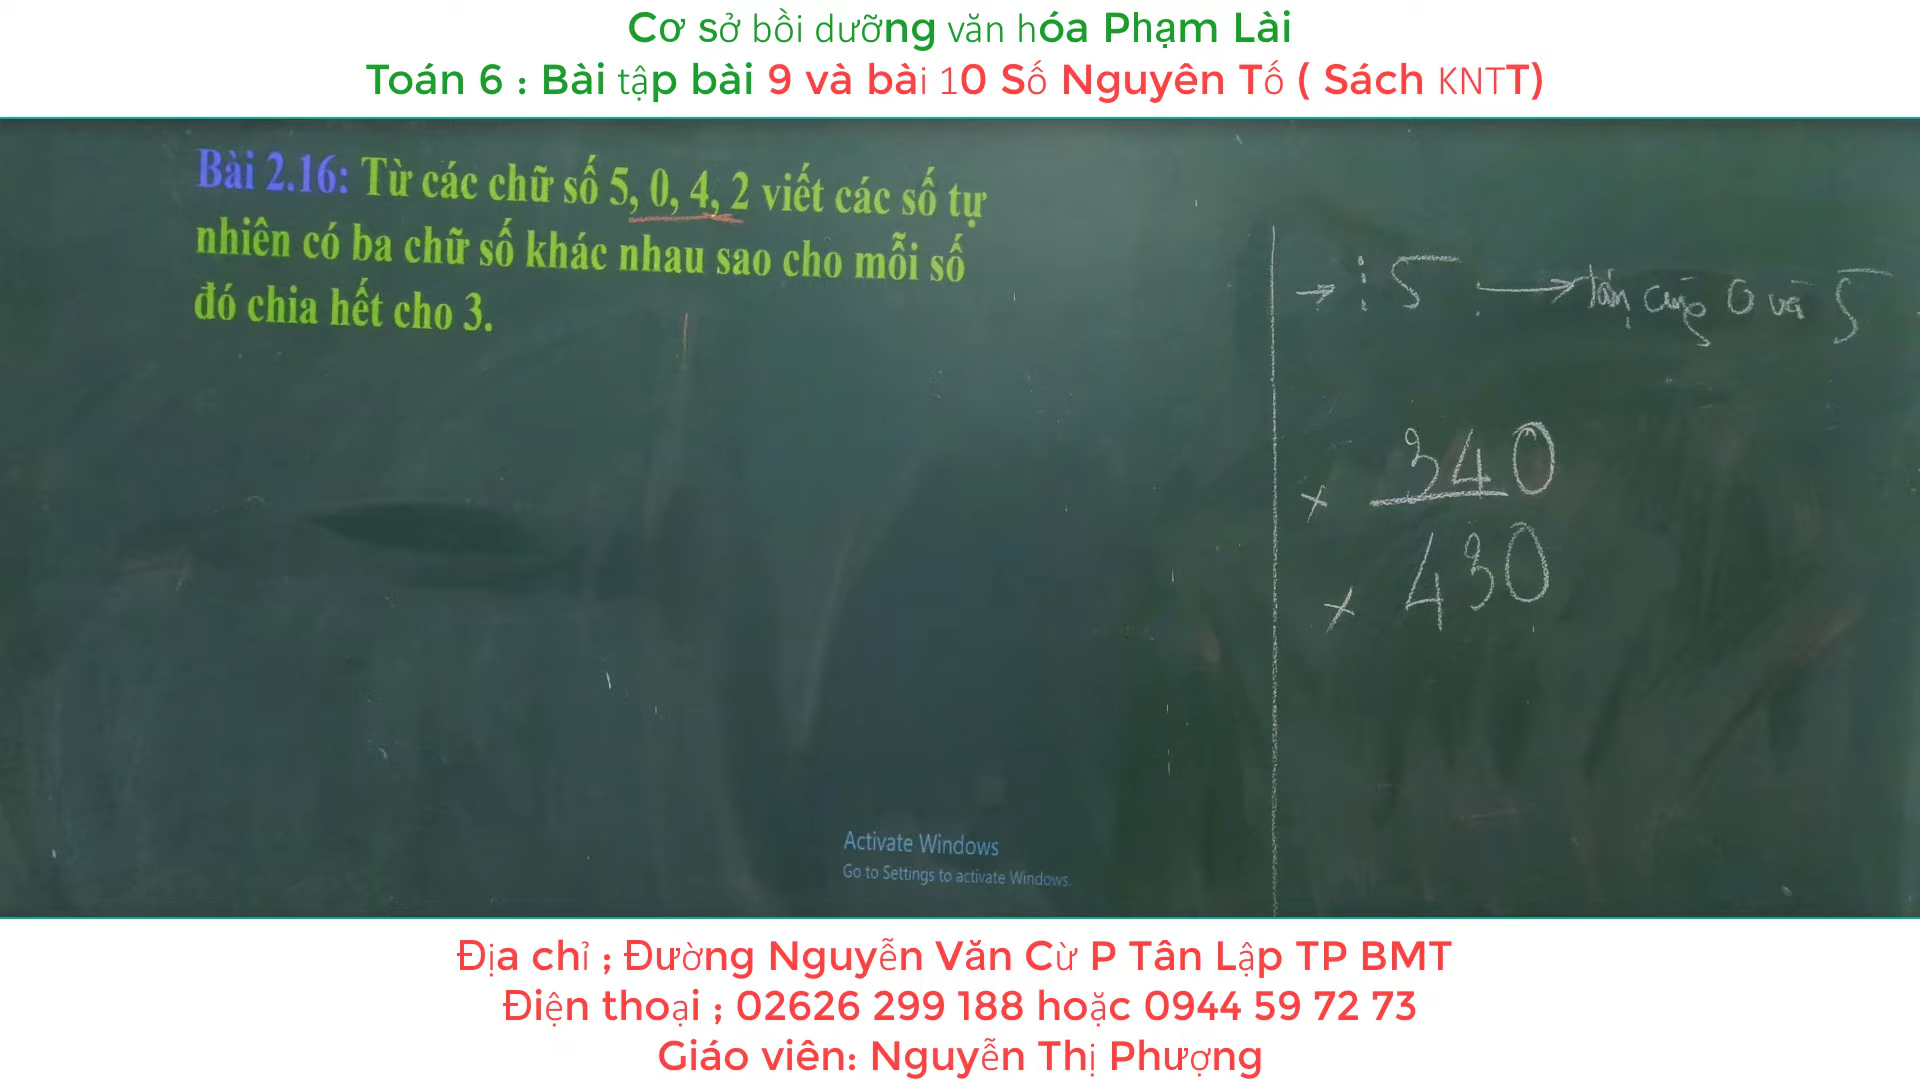 Cơ sở bồi dưỡng văn hóa Phạm Lài
Toán 6 : Bài tập bài 9 và bài 10 Số Nguyên Tố ( Sách KNTT)
Bài 2.16: Từ các chữ số 5, 0, 4, 2 viết các số tự
nhiên có ba chữ số khác nhau sao cho mỗi số
đó chia hết cho 3.
→ ⋮ 5 → tận cùng 0 và 5
× 340
× 430
Activate Windows
Go to Settings to activate Windows.
Địa chỉ ; Đường Nguyễn Văn Cừ P Tân Lập TP BMT
Điện thoại ; 02626 299 188 hoặc 0944 59 72 73
Giáo viên: Nguyễn Thị Phượng